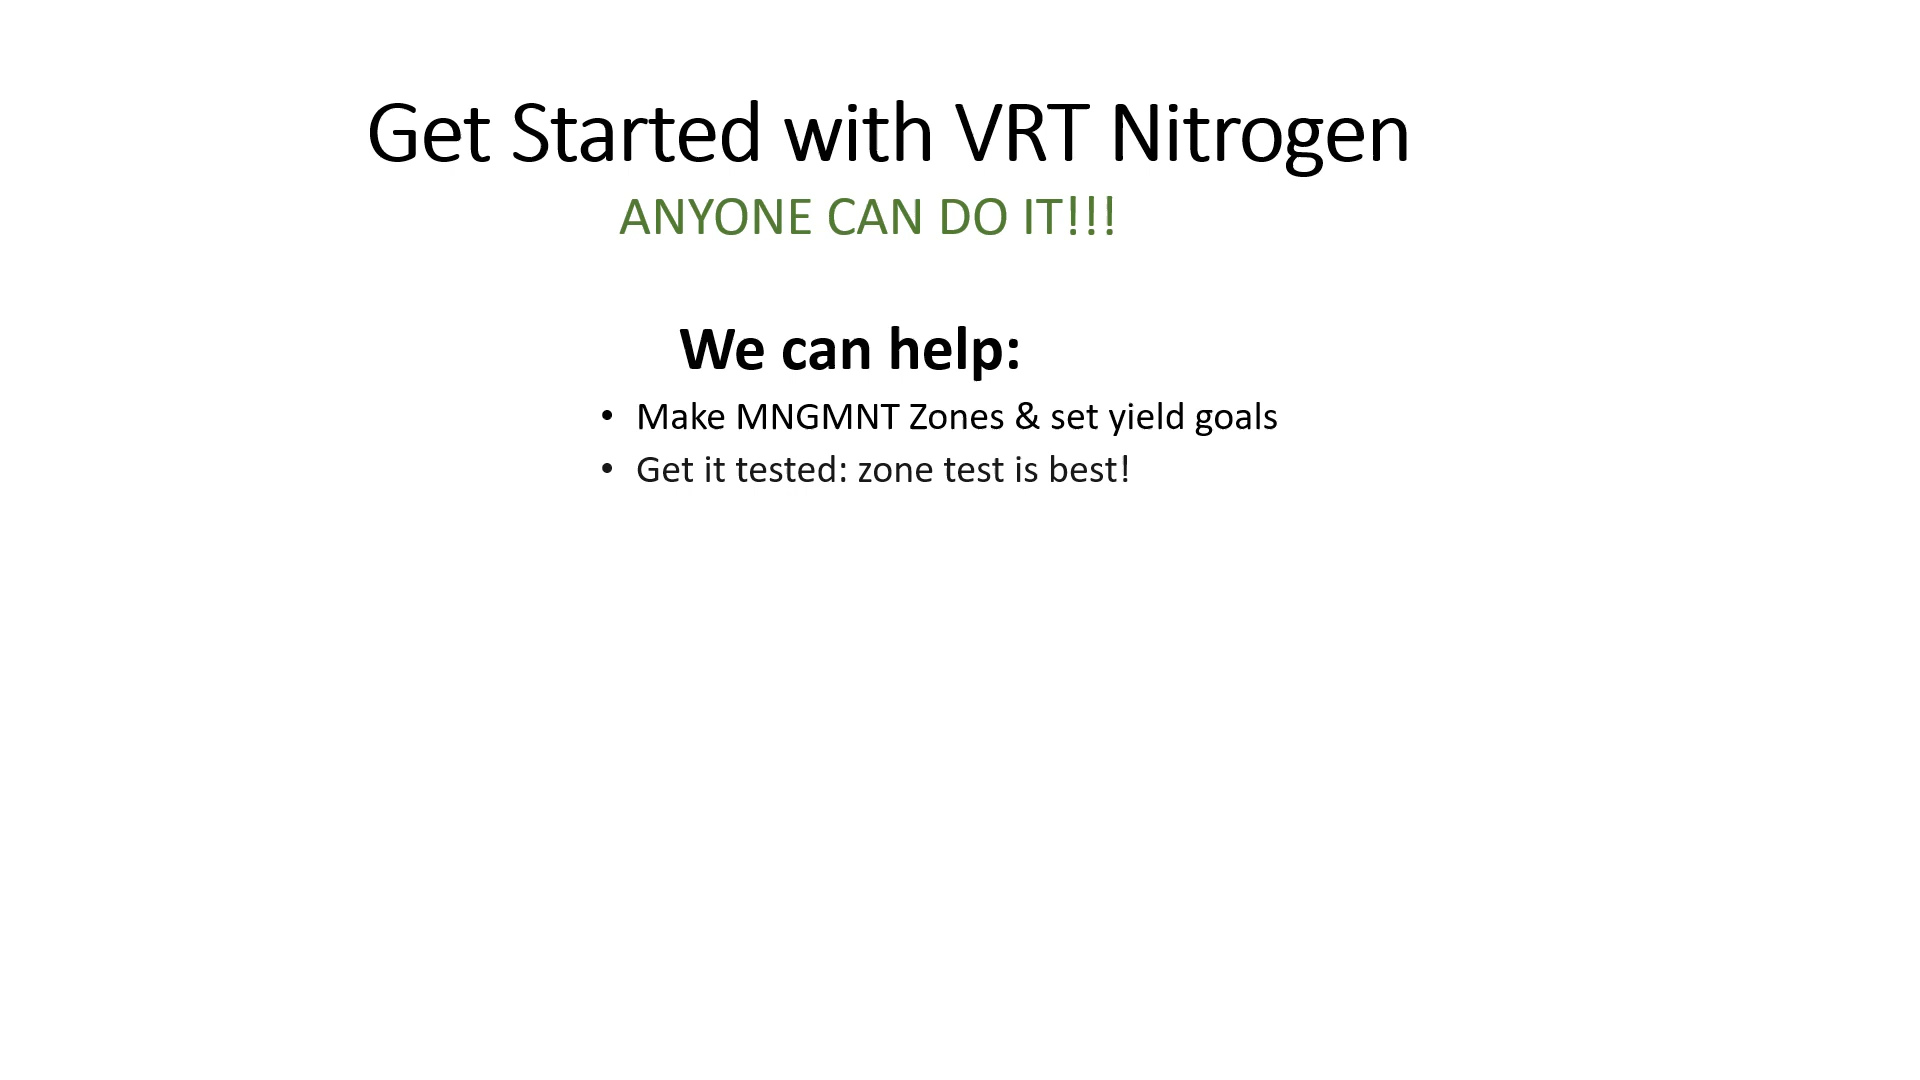 Get Started with VRT Nitrogen
ANYONE CAN DO IT!!!
We can help:
• Make MNGMNT Zones & set yield goals
• Get it tested: zone test is best!